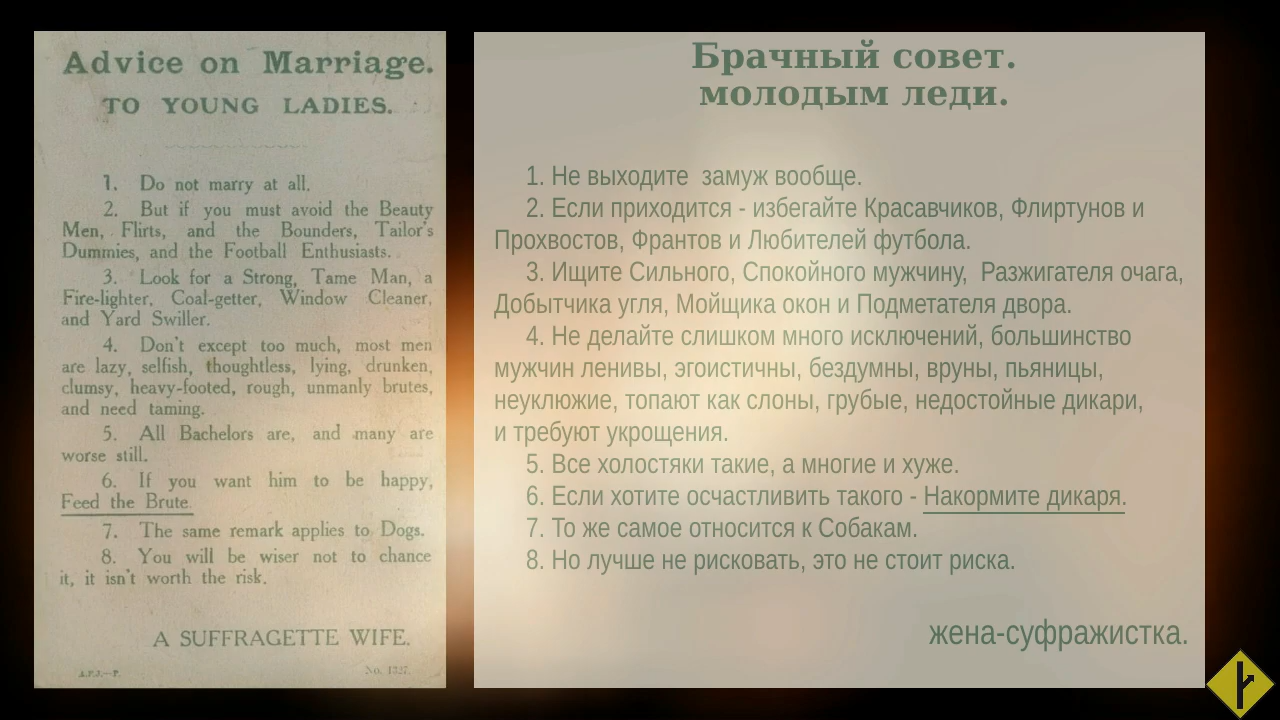 Advice on Marriage.
TO YOUNG LADIES.
1. Do not marry at all.
2. But if you must avoid the Beauty
Men, Flirts, and the Bounders, Tailor's
Dummies, and the Football Enthusiasts.
3. Look for a Strong, Tame Man, a
Fire-lighter, Coal-getter, Window Cleaner,
and Yard Swiller.
4. Don't except too much, most men
are lazy, selfish, thoughtless, lying, drunken,
clumsy, heavy-footed, rough, unmanly brutes,
and need taming.
5. All Bachelors are, and many are
worse still.
6. If you want him to be happy,
Feed the Brute.
7. The same remark applies to Dogs.
8. You will be wiser not to chance
it, it isn't worth the risk.
A SUFFRAGETTE WIFE.
No. 1327.
Брачный совет.
молодым леди.
1. Не выходите замуж вообще.
2. Если приходится - избегайте Красавчиков, Флиртунов и
Прохвостов, Франтов и Любителей футбола.
3. Ищите Сильного, Спокойного мужчину, Разжигателя очага,
Добытчика угля, Мойщика окон и Подметателя двора.
4. Не делайте слишком много исключений, большинство
мужчин ленивы, эгоистичны, бездумны, вруны, пьяницы,
неуклюжие, топают как слоны, грубые, недостойные дикари,
и требуют укрощения.
5. Все холостяки такие, а многие и хуже.
6. Если хотите осчастливить такого - Накормите дикаря.
7. То же самое относится к Собакам.
8. Но лучше не рисковать, это не стоит риска.
жена-суфражистка.